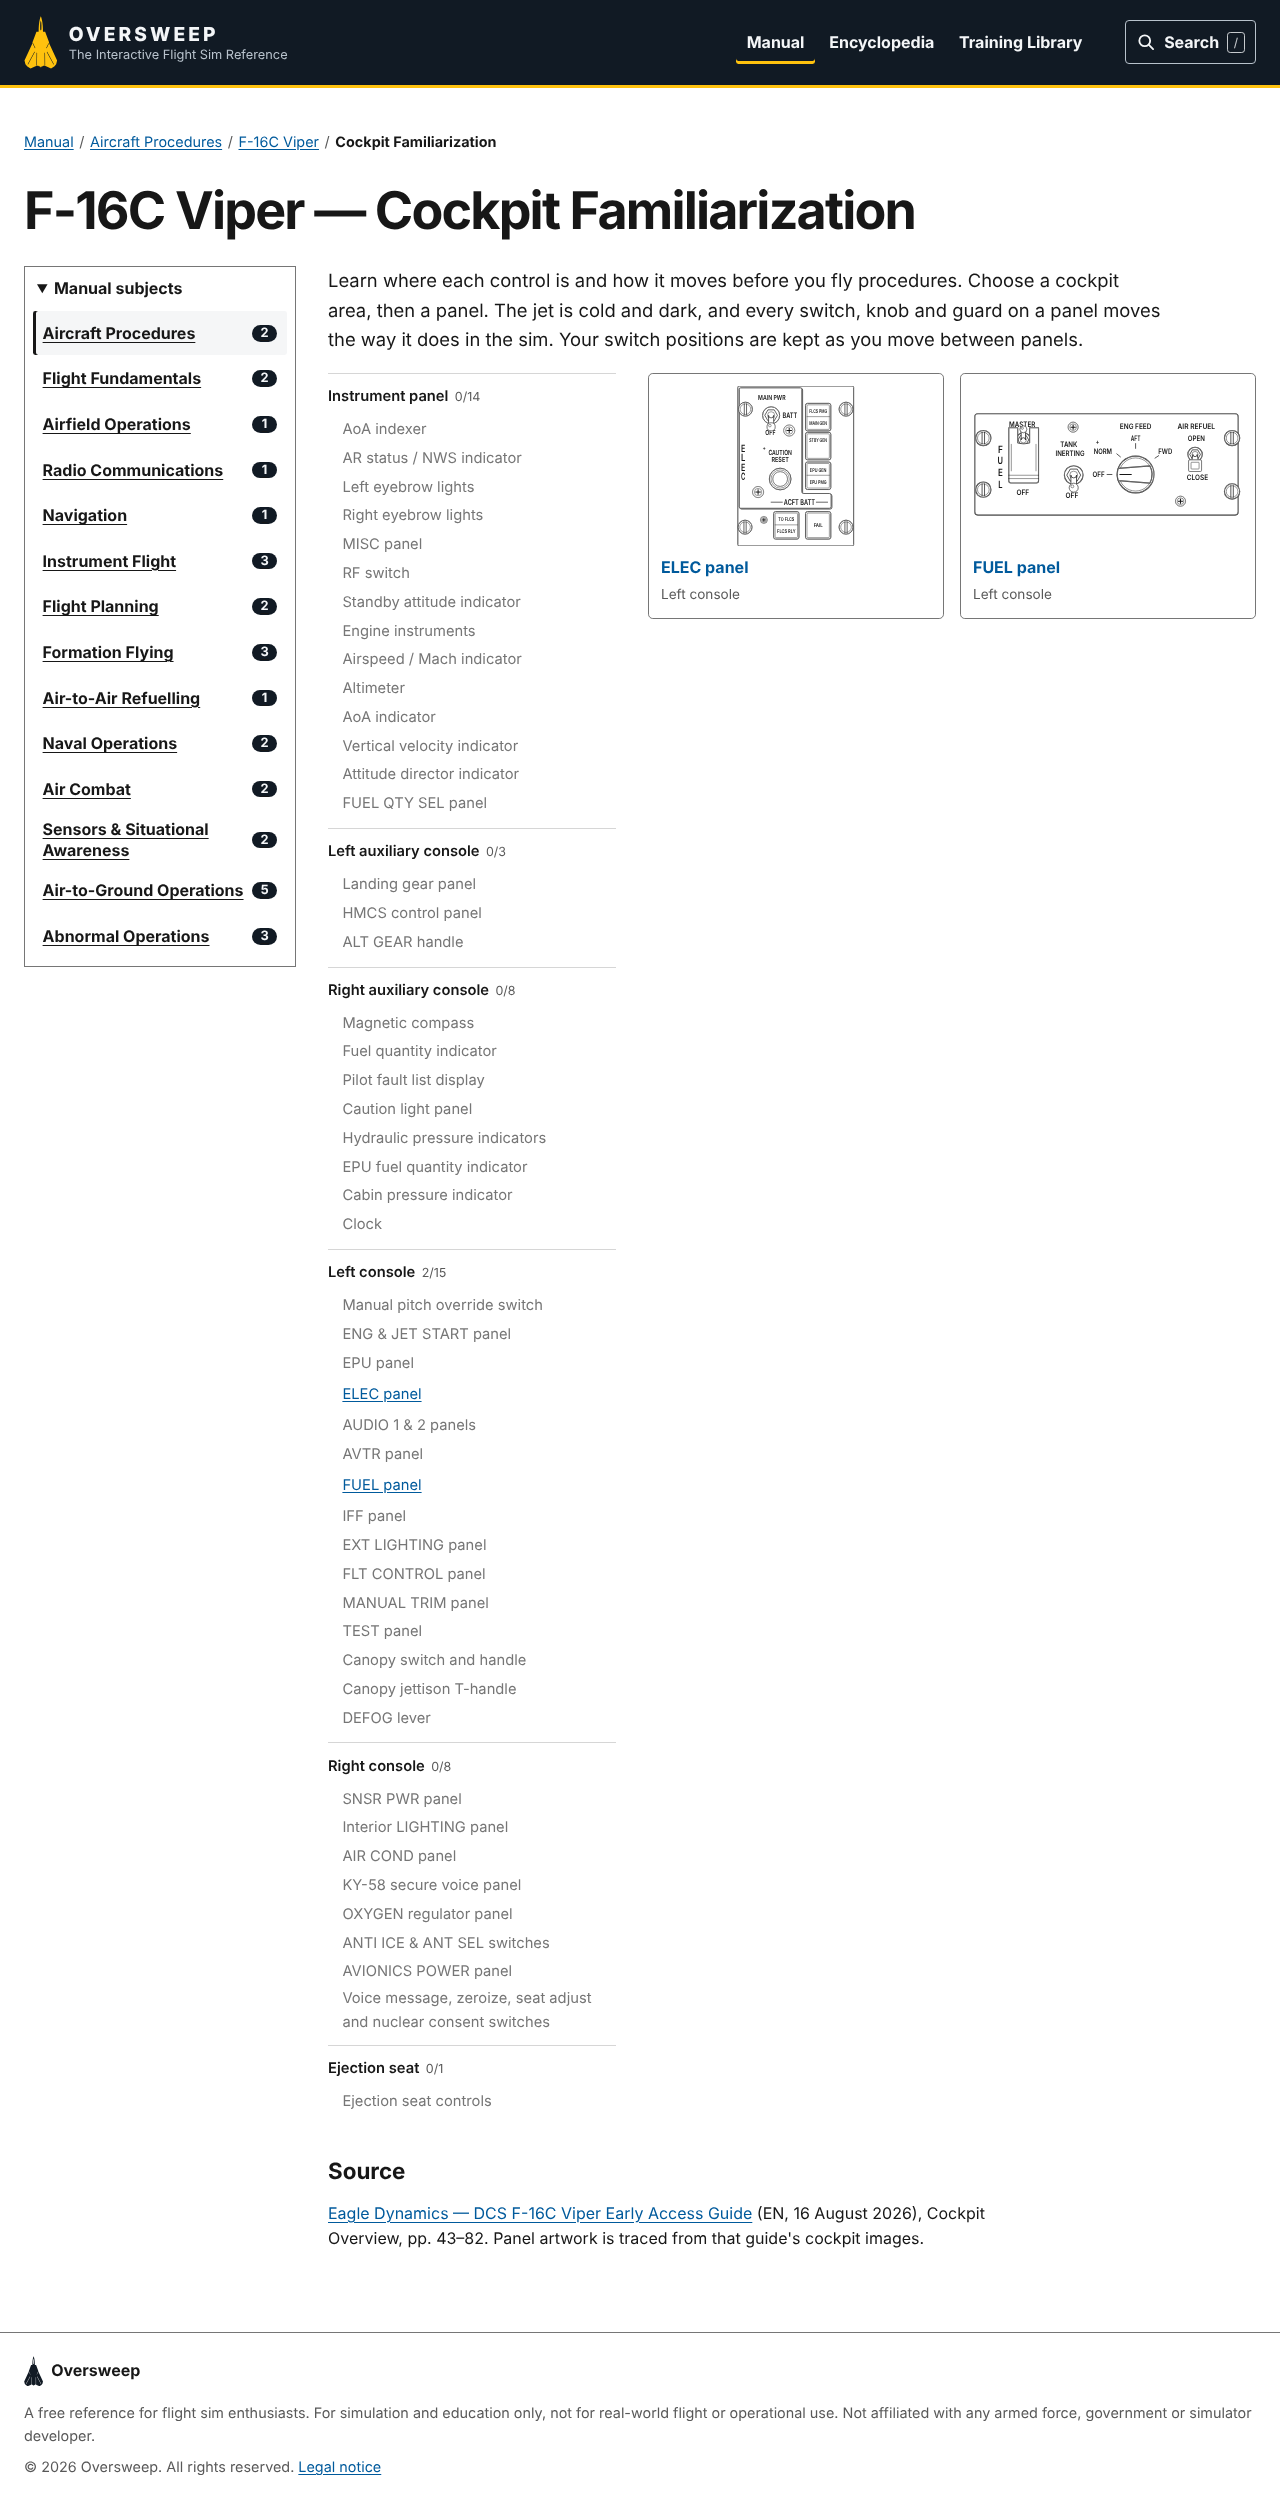 OVERSWEEP
The Interactive Flight Sim Reference
Manual
Encyclopedia
Training Library
Search /
Manual / Aircraft Procedures / F-16C Viper / Cockpit Familiarization
F-16C Viper — Cockpit Familiarization
Manual subjects
Aircraft Procedures 2
Flight Fundamentals 2
Airfield Operations 1
Radio Communications 1
Navigation 1
Instrument Flight 3
Flight Planning 2
Formation Flying 3
Air-to-Air Refuelling 1
Naval Operations 2
Air Combat 2
Sensors & Situational
Awareness 2
Air-to-Ground Operations 5
Abnormal Operations 3
Learn where each control is and how it moves before you fly procedures. Choose a cockpit
area, then a panel. The jet is cold and dark, and every switch, knob and guard on a panel moves
the way it does in the sim. Your switch positions are kept as you move between panels.
Instrument panel 0/14
AoA indexer
AR status / NWS indicator
Left eyebrow lights
Right eyebrow lights
MISC panel
RF switch
Standby attitude indicator
Engine instruments
Airspeed / Mach indicator
Altimeter
AoA indicator
Vertical velocity indicator
Attitude director indicator
FUEL QTY SEL panel
Left auxiliary console 0/3
Landing gear panel
HMCS control panel
ALT GEAR handle
Right auxiliary console 0/8
Magnetic compass
Fuel quantity indicator
Pilot fault list display
Caution light panel
Hydraulic pressure indicators
EPU fuel quantity indicator
Cabin pressure indicator
Clock
Left console 2/15
Manual pitch override switch
ENG & JET START panel
EPU panel
ELEC panel
AUDIO 1 & 2 panels
AVTR panel
FUEL panel
IFF panel
EXT LIGHTING panel
FLT CONTROL panel
MANUAL TRIM panel
TEST panel
Canopy switch and handle
Canopy jettison T-handle
DEFOG lever
Right console 0/8
SNSR PWR panel
Interior LIGHTING panel
AIR COND panel
KY-58 secure voice panel
OXYGEN regulator panel
ANTI ICE & ANT SEL switches
AVIONICS POWER panel
Voice message, zeroize, seat adjust
and nuclear consent switches
Ejection seat 0/1
Ejection seat controls
MAIN PWR
BATT
OFF
ELEC
CAUTION
RESET
FLCS PMG
MAIN GEN
STBY GEN
EPU GEN
EPU PMG
ACFT BATT
TO FLCS
FLCS RLY
FAIL
ELEC panel
Left console
FUEL
MASTER
OFF
TANK
INERTING
OFF
ENG FEED
AFT
NORM
FWD
OFF
AIR REFUEL
OPEN
CLOSE
FUEL panel
Left console
Source
Eagle Dynamics — DCS F-16C Viper Early Access Guide (EN, 16 August 2026), Cockpit
Overview, pp. 43–82. Panel artwork is traced from that guide's cockpit images.
Oversweep
A free reference for flight sim enthusiasts. For simulation and education only, not for real-world flight or operational use. Not affiliated with any armed force, government or simulator
developer.
© 2026 Oversweep. All rights reserved. Legal notice